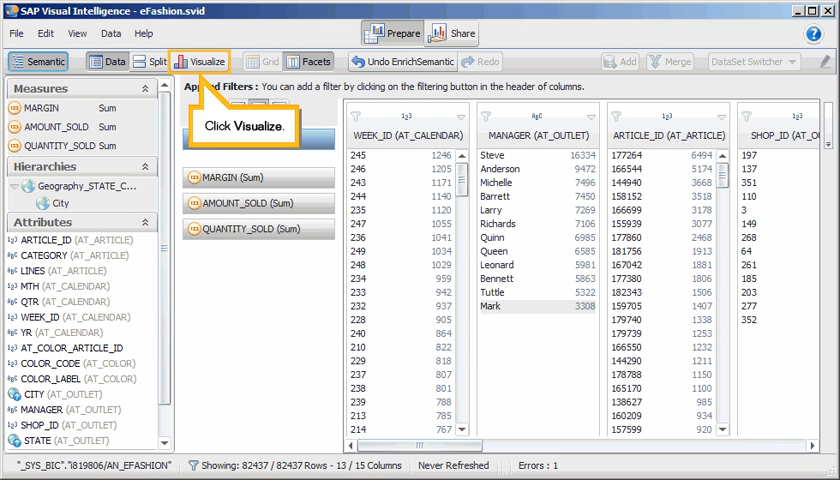 SAP Visual Intelligence - eFashion.svid
File Edit View Data Help
Prepare Share
Semantic Data Split Visualize Grid Facets Undo EnrichSemantic Redo Add Merge DataSet Switcher
Measures
MARGIN Sum
AMOUNT_SOLD Sum
QUANTITY_SOLD Sum
Hierarchies
Geography_STATE_C...
City
Attributes
ARTICLE_ID (AT_ARTICLE)
CATEGORY (AT_ARTICLE)
LINES (AT_ARTICLE)
MTH (AT_CALENDAR)
QTR (AT_CALENDAR)
WEEK_ID (AT_CALENDAR)
YR (AT_CALENDAR)
AT_COLOR_ARTICLE_ID
COLOR_CODE (AT_COLOR)
COLOR_LABEL (AT_COLOR)
CITY (AT_OUTLET)
MANAGER (AT_OUTLET)
SHOP_ID (AT_OUTLET)
STATE (AT_OUTLET)
Filters : You can add a filter by clicking on the filtering button in the header of columns.
Click Visualize.
MARGIN (Sum)
AMOUNT_SOLD (Sum)
QUANTITY_SOLD (Sum)
123
WEEK_ID (AT_CALENDAR)
245 1246
246 1205
243 1171
244 1140
235 1120
247 1055
236 1041
249 1034
248 1029
234 959
233 942
232 937
228 905
240 864
210 822
229 818
237 807
238 801
239 788
213 785
214 767
ABC
MANAGER (AT_OUTLET)
Steve 16334
Anderson 9472
Michelle 7496
Barrett 7450
Larry 7269
Richards 7106
Quinn 6985
Queen 6585
Leonard 5981
Bennett 5863
Tuttle 5322
Mark 3308
123
ARTICLE_ID (AT_ARTICLE)
177264 6494
166544 5174
144940 3668
158152 3518
166699 3178
155939 3077
177860 2468
181756 1913
167042 1881
177380 1806
182343 1506
159705 1407
179740 1338
179739 1253
166550 1232
144290 1211
178788 1150
165170 1100
138627 985
160209 934
157599 920
123
SHOP_ID (AT_OU
197
137
351
110
3
149
268
64
261
185
203
277
352
"_SYS_BIC"."i819806/AN_EFASHION"
Showing: 82437 / 82437 Rows - 13 / 15 Columns
Never Refreshed
Errors : 1